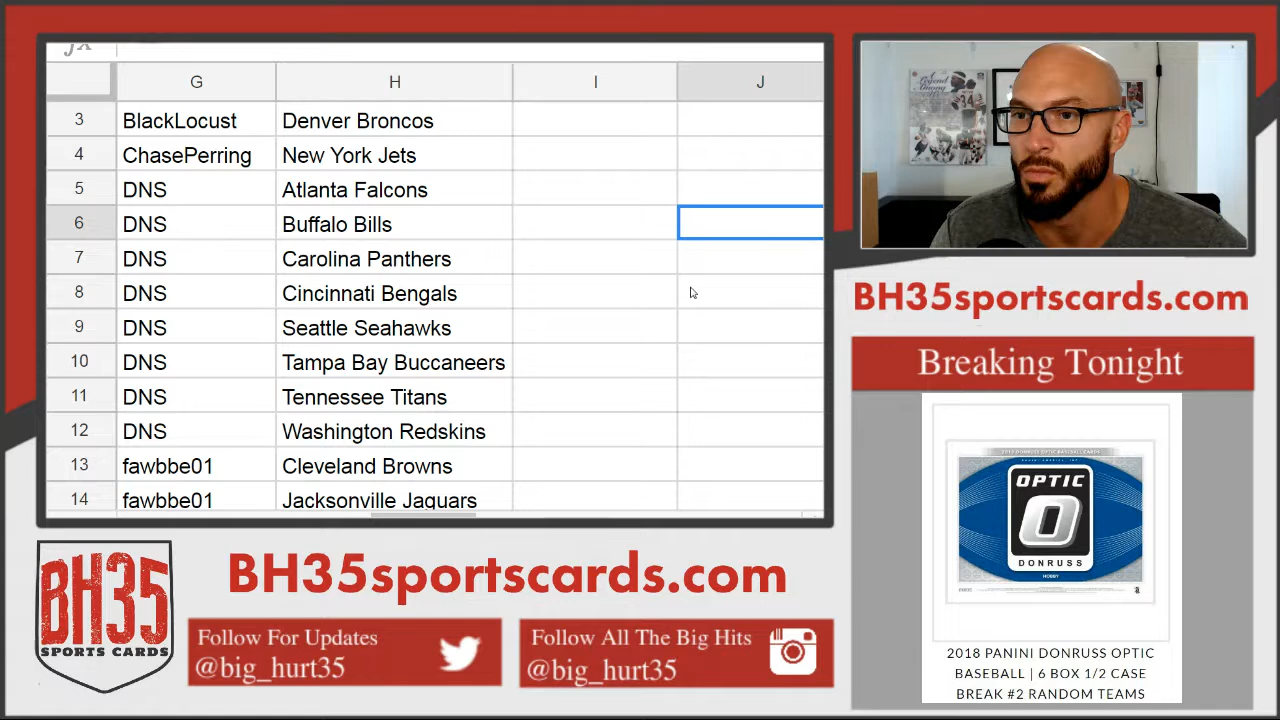 fx
G H I J
3 BlackLocust Denver Broncos
4 ChasePerring New York Jets
5 DNS Atlanta Falcons
6 DNS Buffalo Bills
7 DNS Carolina Panthers
8 DNS Cincinnati Bengals
9 DNS Seattle Seahawks
10 DNS Tampa Bay Buccaneers
11 DNS Tennessee Titans
12 DNS Washington Redskins
13 fawbbe01 Cleveland Browns
14 fawbbe01 Jacksonville Jaguars
Legend
34
BH35sportscards.com
Breaking Tonight
OPTIC
DONRUSS
HOBBY
2018 PANINI DONRUSS OPTIC
BASEBALL | 6 BOX 1/2 CASE
BREAK #2 RANDOM TEAMS
BH35
SPORTS CARDS
BH35sportscards.com
Follow For Updates
@big_hurt35
Follow All The Big Hits
@big_hurt35